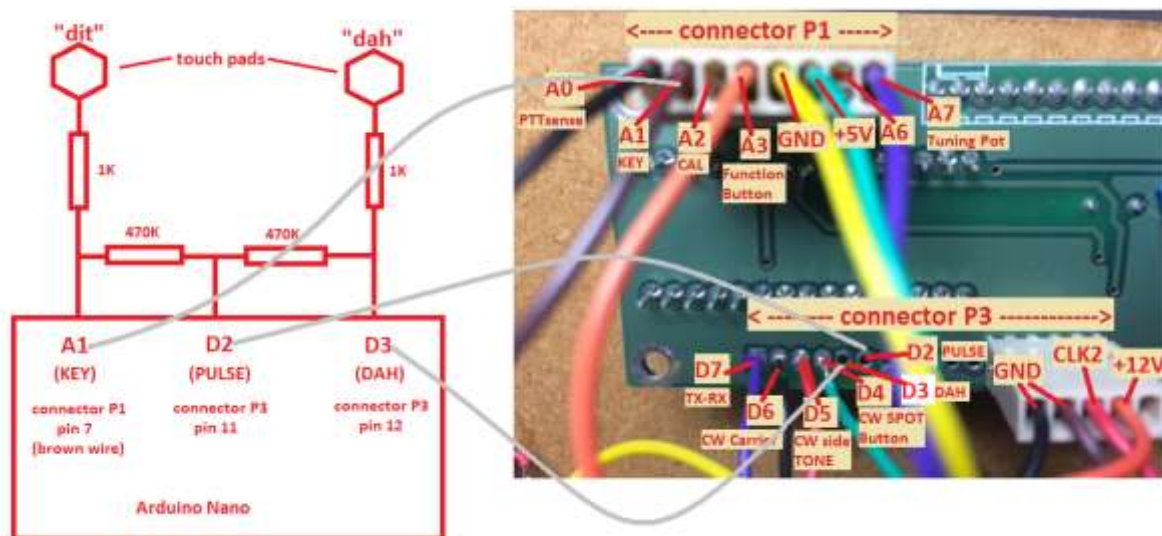 "dit"
"dah"
touch pads
1K
1K
470K
470K
A1
(KEY)
connector P1
pin 7
(brown wire)
D2
(PULSE)
connector P3
pin 11
D3
(DAH)
connector P3
pin 12
Arduino Nano
<---- connector P1 ---->
A0
PTTsense
A1
KEY
A2
CAL
A3
Function
Button
GND
+5V
A6
A7
Tuning Pot
< -------- connector P3 ------------>
D7
TX-RX
D6
CW Carrier
D5
CW side
TONE
D4
CW SPOT
Button
D3 DAH
D2 PULSE
GND
CLK2
+12V